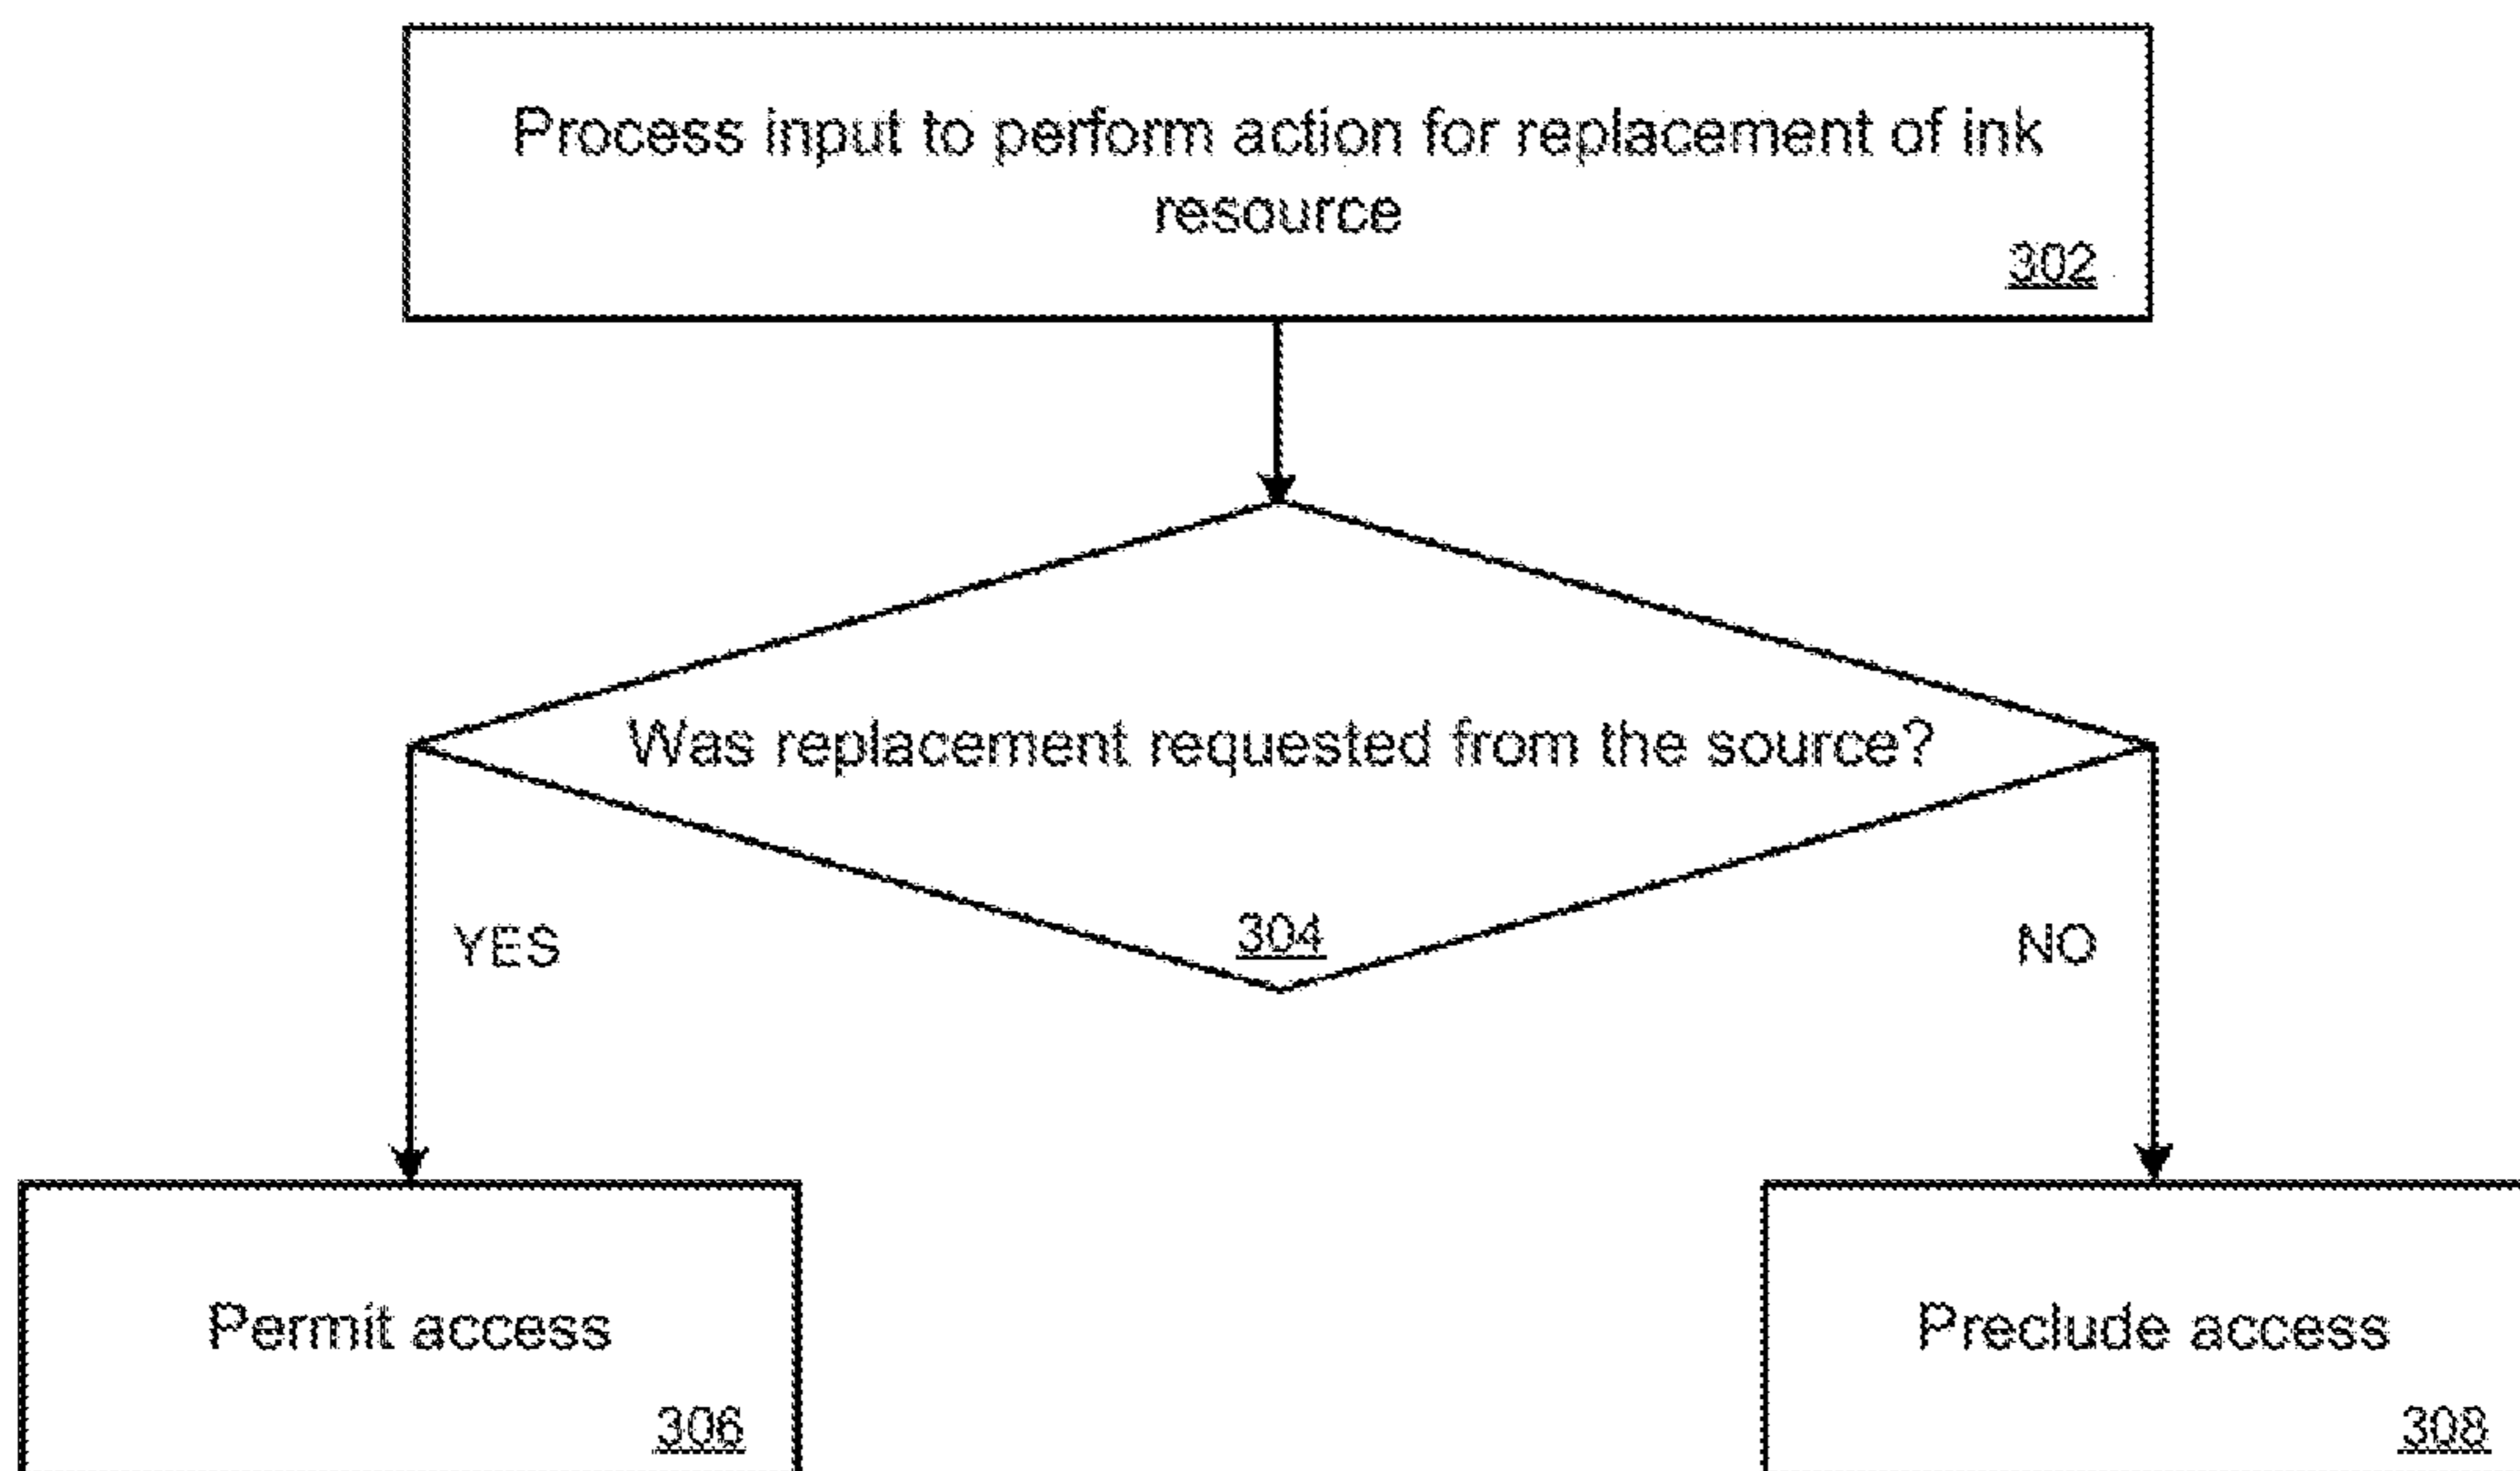 Process input to perform action for replacement of ink
resource
302
Was replacement requested from the source?
304
YES
NO
Permit access
306
Preclude access
308